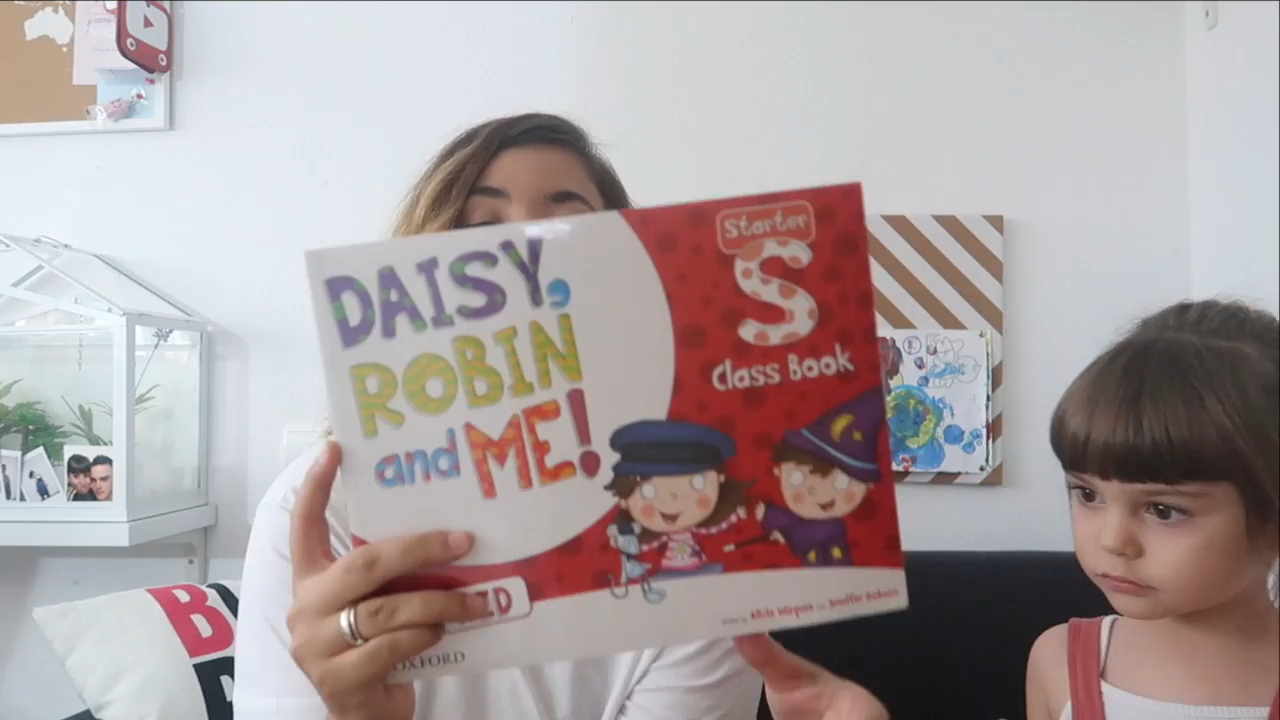 DAISY,
ROBIN
and ME!
Starter
S
Class Book
OXFORD